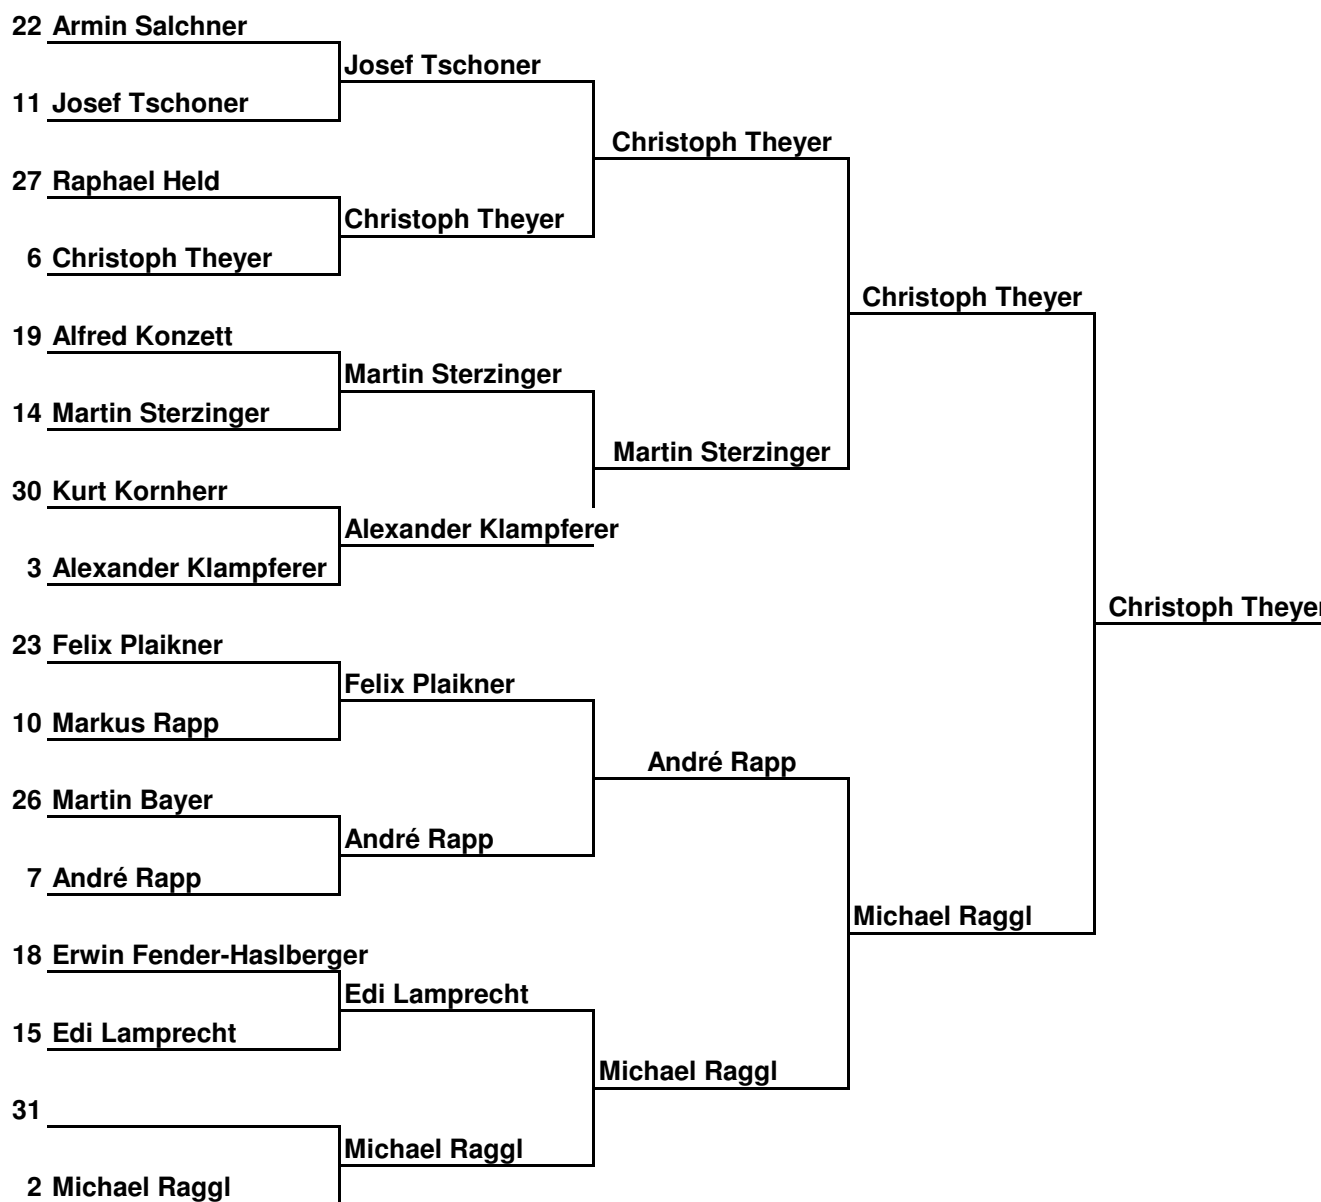 22 Armin Salchner
Josef Tschoner
11 Josef Tschoner
Christoph Theyer
27 Raphael Held
Christoph Theyer
6 Christoph Theyer
Christoph Theyer
19 Alfred Konzett
Martin Sterzinger
14 Martin Sterzinger
Martin Sterzinger
30 Kurt Kornherr
Alexander Klampferer
3 Alexander Klampferer
Christoph Theyer
23 Felix Plaikner
Felix Plaikner
10 Markus Rapp
André Rapp
26 Martin Bayer
André Rapp
7 André Rapp
Michael Raggl
18 Erwin Fender-Haslberger
Edi Lamprecht
15 Edi Lamprecht
Michael Raggl
31
Michael Raggl
2 Michael Raggl